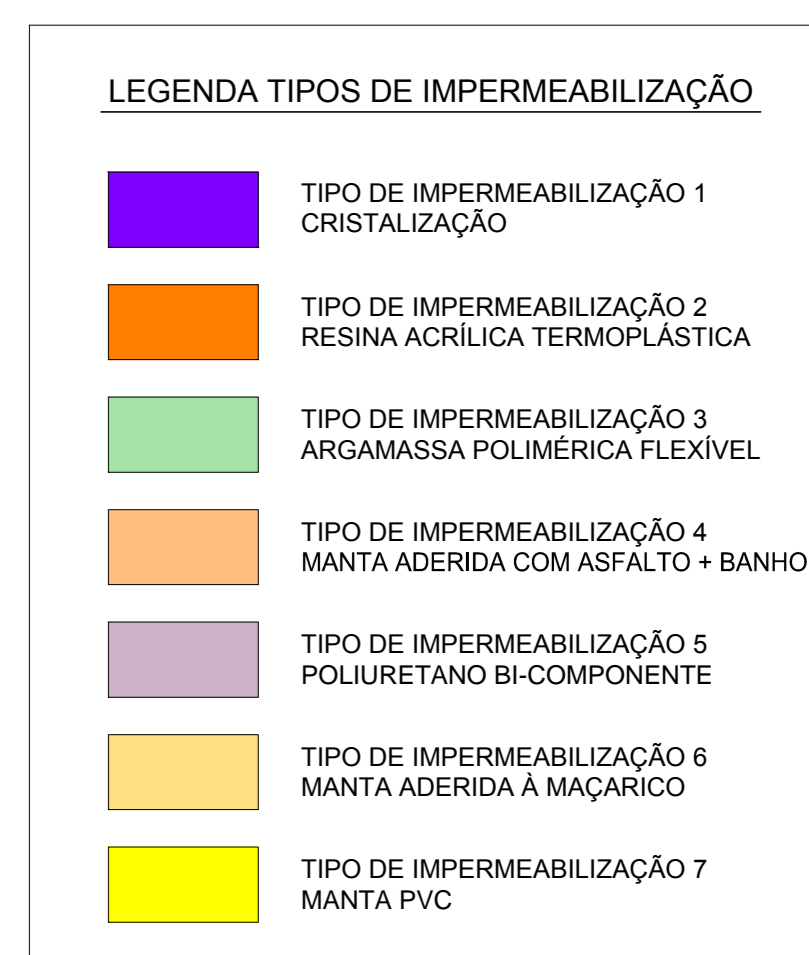 LEGENDA TIPOS DE IMPERMEABILIZAÇÃO
TIPO DE IMPERMEABILIZAÇÃO 1
CRISTALIZAÇÃO
TIPO DE IMPERMEABILIZAÇÃO 2
RESINA ACRÍLICA TERMOPLÁSTICA
TIPO DE IMPERMEABILIZAÇÃO 3
ARGAMASSA POLIMÉRICA FLEXÍVEL
TIPO DE IMPERMEABILIZAÇÃO 4
MANTA ADERIDA COM ASFALTO + BANHO
TIPO DE IMPERMEABILIZAÇÃO 5
POLIURETANO BI-COMPONENTE
TIPO DE IMPERMEABILIZAÇÃO 6
MANTA ADERIDA À MAÇARICO
TIPO DE IMPERMEABILIZAÇÃO 7
MANTA PVC